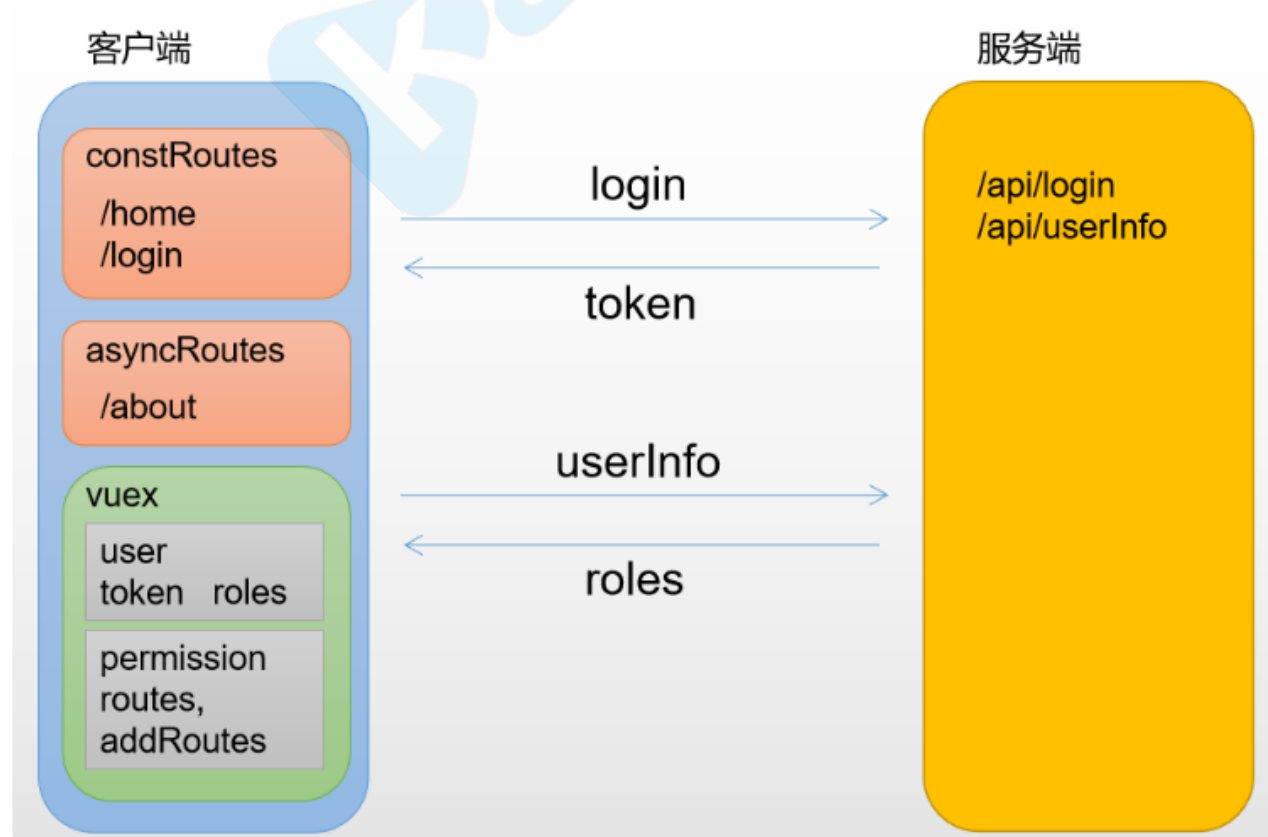 客户端
服务端
constRoutes
/home
/login
asyncRoutes
/about
vuex
user
token roles
permission
routes,
addRoutes
login
token
userInfo
roles
/api/login
/api/userInfo